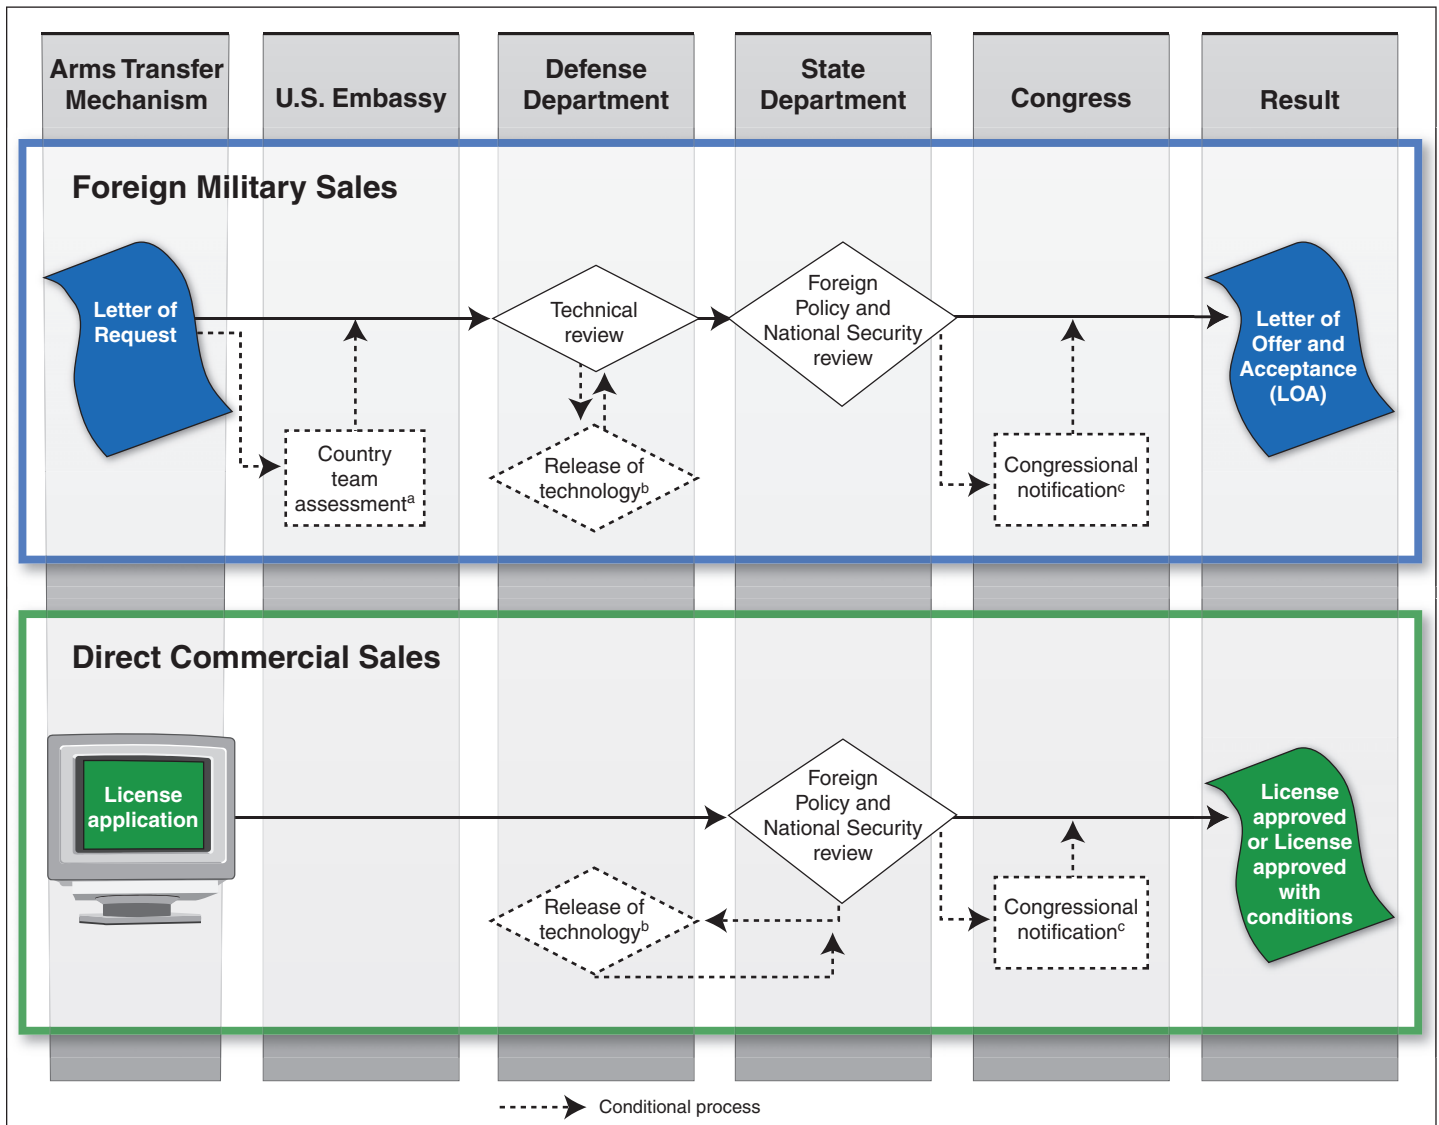 Arms Transfer
Mechanism
U.S. Embassy
Defense
Department
State
Department
Congress
Result
Foreign Military Sales
Letter of
Request
Country
team
assessmentᵃ
Technical
review
Release of
technologyᵇ
Foreign
Policy and
National Security
review
Congressional
notificationᶜ
Letter of
Offer and
Acceptance
(LOA)
Direct Commercial Sales
License
application
Release of
technologyᵇ
Foreign
Policy and
National Security
review
Congressional
notificationᶜ
License
approved
or License
approved
with
conditions
Conditional process